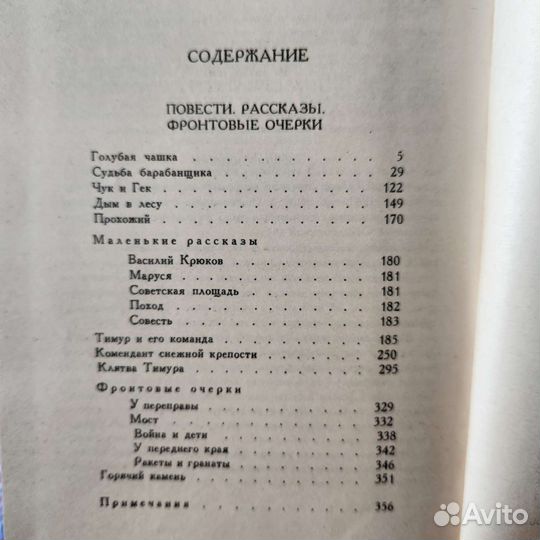 СОДЕРЖАНИЕ
ПОВЕСТИ. РАССКАЗЫ.
ФРОНТОВЫЕ ОЧЕРКИ
Голубая чашка . . . . . . . . . . . 5
Судьба барабанщика . . . . . . . . . 29
Чук и Гек . . . . . . . . . . . . 122
Дым в лесу . . . . . . . . . . . . 149
Прохожий . . . . . . . . . . . . 170
Маленькие рассказы
Василий Крюков . . . . . . . . . 180
Маруся . . . . . . . . . . . . 181
Советская площадь . . . . . . . . 181
Поход . . . . . . . . . . . . 182
Совесть . . . . . . . . . . . . 183
Тимур и его команда . . . . . . . . . 185
Комендант снежной крепости . . . . . . . 250
Клятва Тимура . . . . . . . . . . . 295
Фронтовые очерки
У переправы . . . . . . . . . . 329
Мост . . . . . . . . . . . . 332
Война и дети . . . . . . . . . . 338
У переднего края . . . . . . . . . 342
Ракеты и гранаты . . . . . . . . . 346
Горячий камень . . . . . . . . . . 351
Примечания . . . . . . . . . . . 356
Avito